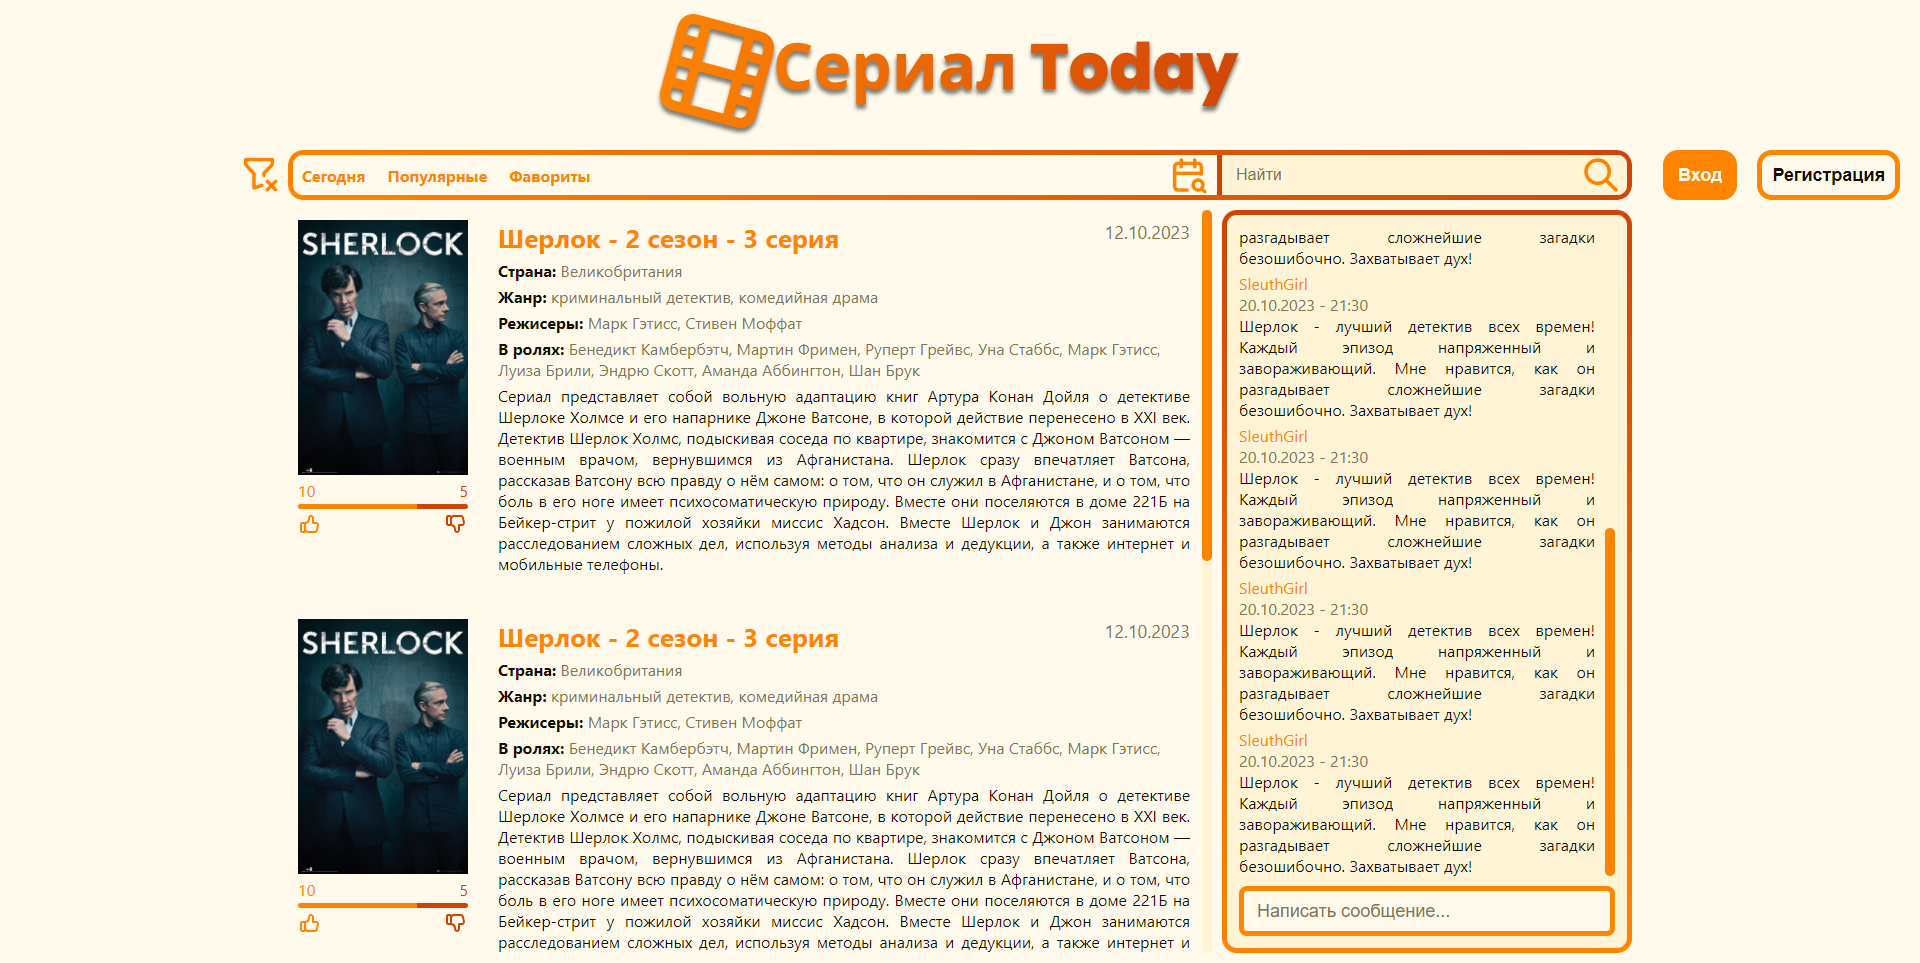 Сериал Today
Сегодня Популярные Фавориты
Найти
Вход
Регистрация
SHERLOCK
10 5
Шерлок - 2 сезон - 3 серия
12.10.2023
Страна: Великобритания
Жанр: криминальный детектив, комедийная драма
Режисеры: Марк Гэтисс, Стивен Моффат
В ролях: Бенедикт Камбербэтч, Мартин Фримен, Руперт Грейвс, Уна Стаббс, Марк Гэтисс,
Луиза Брили, Эндрю Скотт, Аманда Аббингтон, Шан Брук
Сериал представляет собой вольную адаптацию книг Артура Конан Дойля о детективе
Шерлоке Холмсе и его напарнике Джоне Ватсоне, в которой действие перенесено в XXI век.
Детектив Шерлок Холмс, подыскивая соседа по квартире, знакомится с Джоном Ватсоном —
военным врачом, вернувшимся из Афганистана. Шерлок сразу впечатляет Ватсона,
рассказав Ватсону всю правду о нём самом: о том, что он служил в Афганистане, и о том, что
боль в его ноге имеет психосоматическую природу. Вместе они поселяются в доме 221Б на
Бейкер-стрит у пожилой хозяйки миссис Хадсон. Вместе Шерлок и Джон занимаются
расследованием сложных дел, используя методы анализа и дедукции, а также интернет и
мобильные телефоны.
SHERLOCK
10 5
Шерлок - 2 сезон - 3 серия
12.10.2023
Страна: Великобритания
Жанр: криминальный детектив, комедийная драма
Режисеры: Марк Гэтисс, Стивен Моффат
В ролях: Бенедикт Камбербэтч, Мартин Фримен, Руперт Грейвс, Уна Стаббс, Марк Гэтисс,
Луиза Брили, Эндрю Скотт, Аманда Аббингтон, Шан Брук
Сериал представляет собой вольную адаптацию книг Артура Конан Дойля о детективе
Шерлоке Холмсе и его напарнике Джоне Ватсоне, в которой действие перенесено в XXI век.
Детектив Шерлок Холмс, подыскивая соседа по квартире, знакомится с Джоном Ватсоном —
военным врачом, вернувшимся из Афганистана. Шерлок сразу впечатляет Ватсона,
рассказав Ватсону всю правду о нём самом: о том, что он служил в Афганистане, и о том, что
боль в его ноге имеет психосоматическую природу. Вместе они поселяются в доме 221Б на
Бейкер-стрит у пожилой хозяйки миссис Хадсон. Вместе Шерлок и Джон занимаются
расследованием сложных дел, используя методы анализа и дедукции, а также интернет и
разгадывает сложнейшие загадки
безошибочно. Захватывает дух!
SleuthGirl
20.10.2023 - 21:30
Шерлок - лучший детектив всех времен!
Каждый эпизод напряженный и
завораживающий. Мне нравится, как он
разгадывает сложнейшие загадки
безошибочно. Захватывает дух!
SleuthGirl
20.10.2023 - 21:30
Шерлок - лучший детектив всех времен!
Каждый эпизод напряженный и
завораживающий. Мне нравится, как он
разгадывает сложнейшие загадки
безошибочно. Захватывает дух!
SleuthGirl
20.10.2023 - 21:30
Шерлок - лучший детектив всех времен!
Каждый эпизод напряженный и
завораживающий. Мне нравится, как он
разгадывает сложнейшие загадки
безошибочно. Захватывает дух!
SleuthGirl
20.10.2023 - 21:30
Шерлок - лучший детектив всех времен!
Каждый эпизод напряженный и
завораживающий. Мне нравится, как он
разгадывает сложнейшие загадки
безошибочно. Захватывает дух!
Написать сообщение...